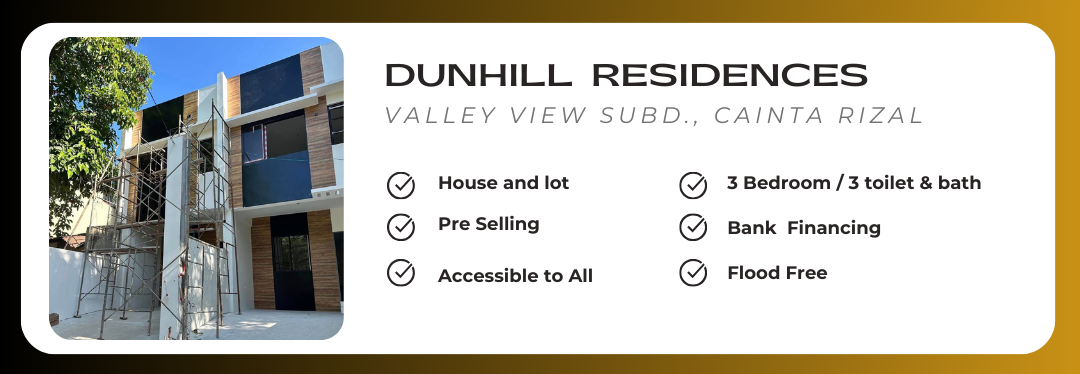 DUNHILL RESIDENCES
VALLEY VIEW SUBD., CAINTA RIZAL
House and lot
Pre Selling
Accessible to All
3 Bedroom / 3 toilet & bath
Bank Financing
Flood Free